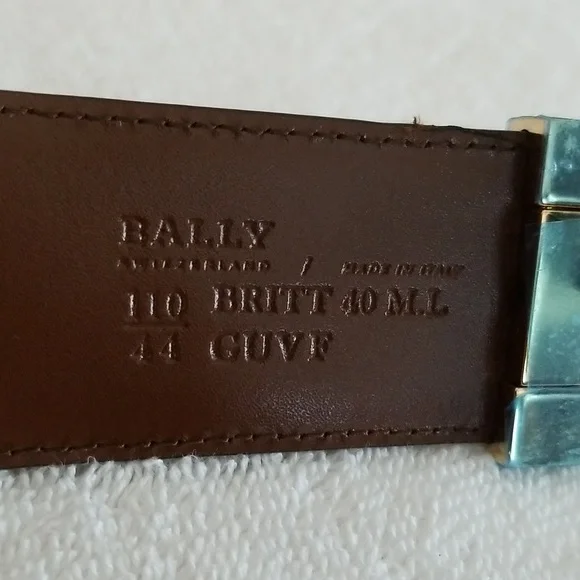 BALLY
SWITZERLAND / MADE IN ITALY
110 BRITT 40 M.L
44 GUVF